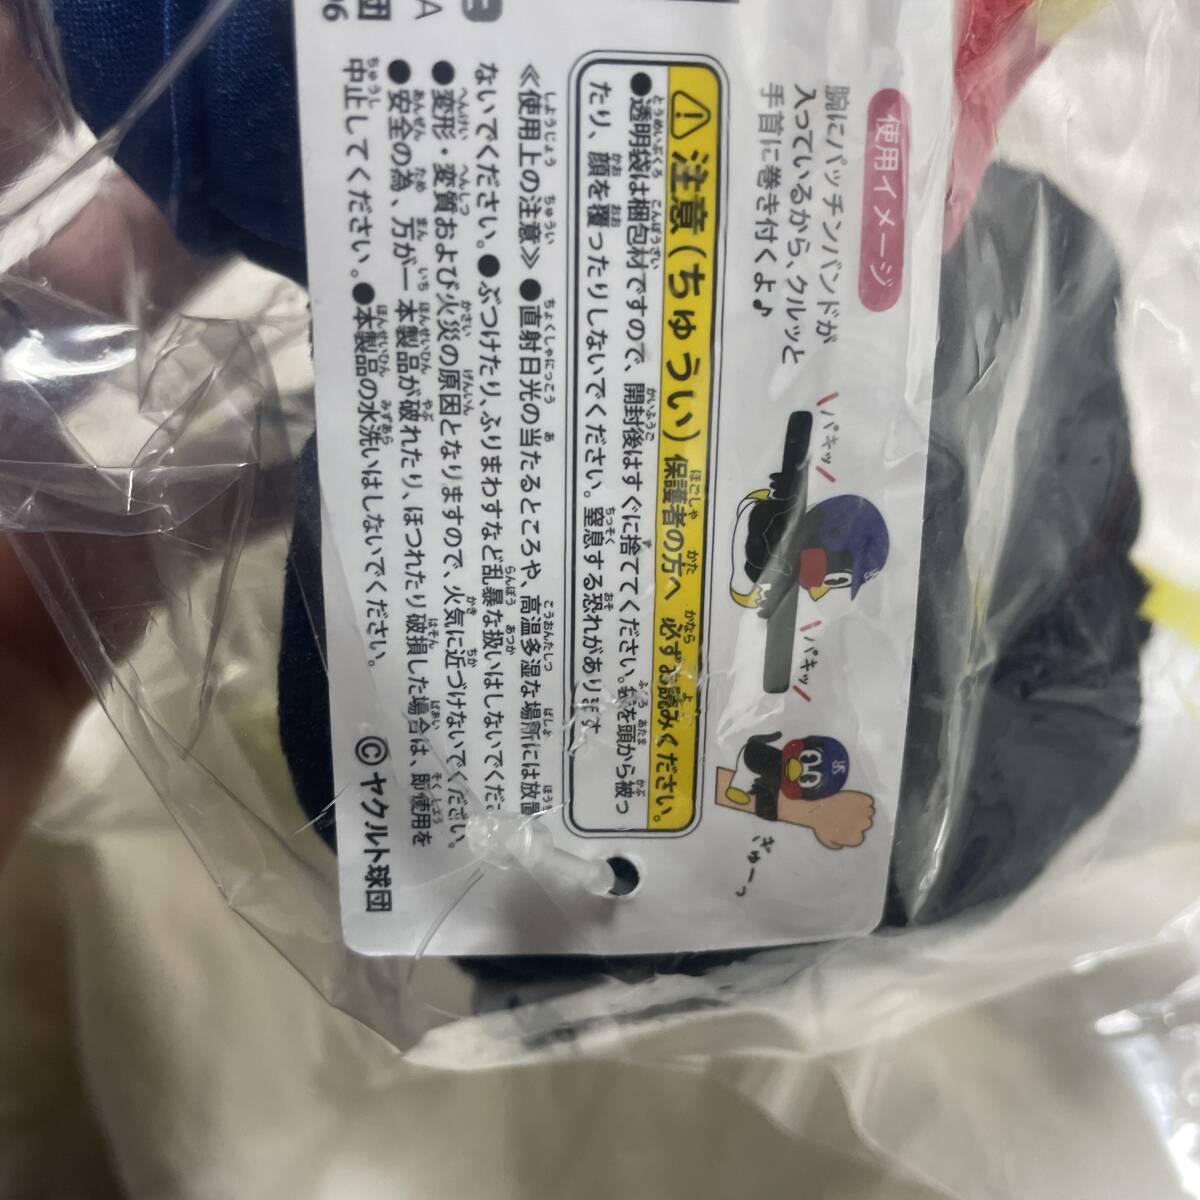 使用イメージ
腕にパッチンバンドが
入っているから、クルッと
手首に巻き付くよ♪
パキッ
パキッ
ぎゅーっ
注意(ちゅうい) 保護者の方へ 必ずお読みください。
●透明袋は梱包材ですので、開封後はすぐに捨ててください。袋を頭から被っ
たり、顔を覆ったりしないでください。窒息する恐れがあります
≪使用上の注意≫ ●直射日光の当たるところや、高温多湿な場所には放置
ないでください。●ぶつけたり、ふりまわすなど乱暴な扱いはしないでくだ
●変形・変質および火災の原因となりますので、火気に近づけないでください。
●安全の為、万が一本製品が破れたり、ほつれたり破損した場合は、即使用を
中止してください。●本製品の水洗いはしないでください。
©ヤクルト球団
団
A
96